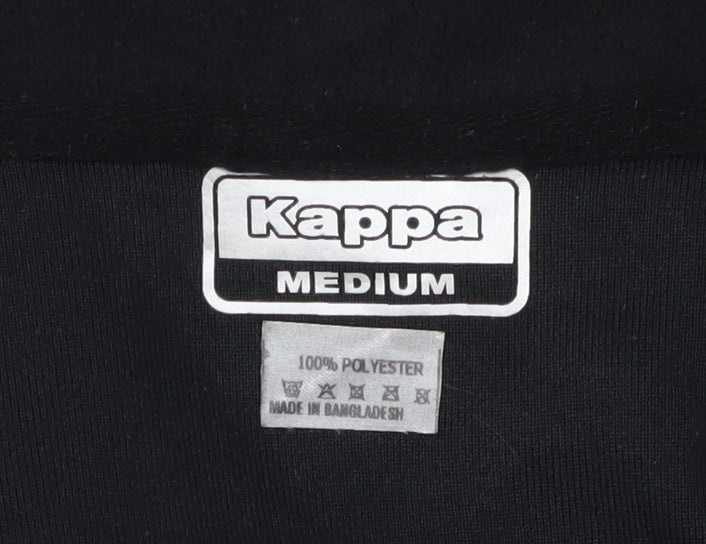 Kappa
MEDIUM
100% POLYESTER
MADE IN BANGLADESH